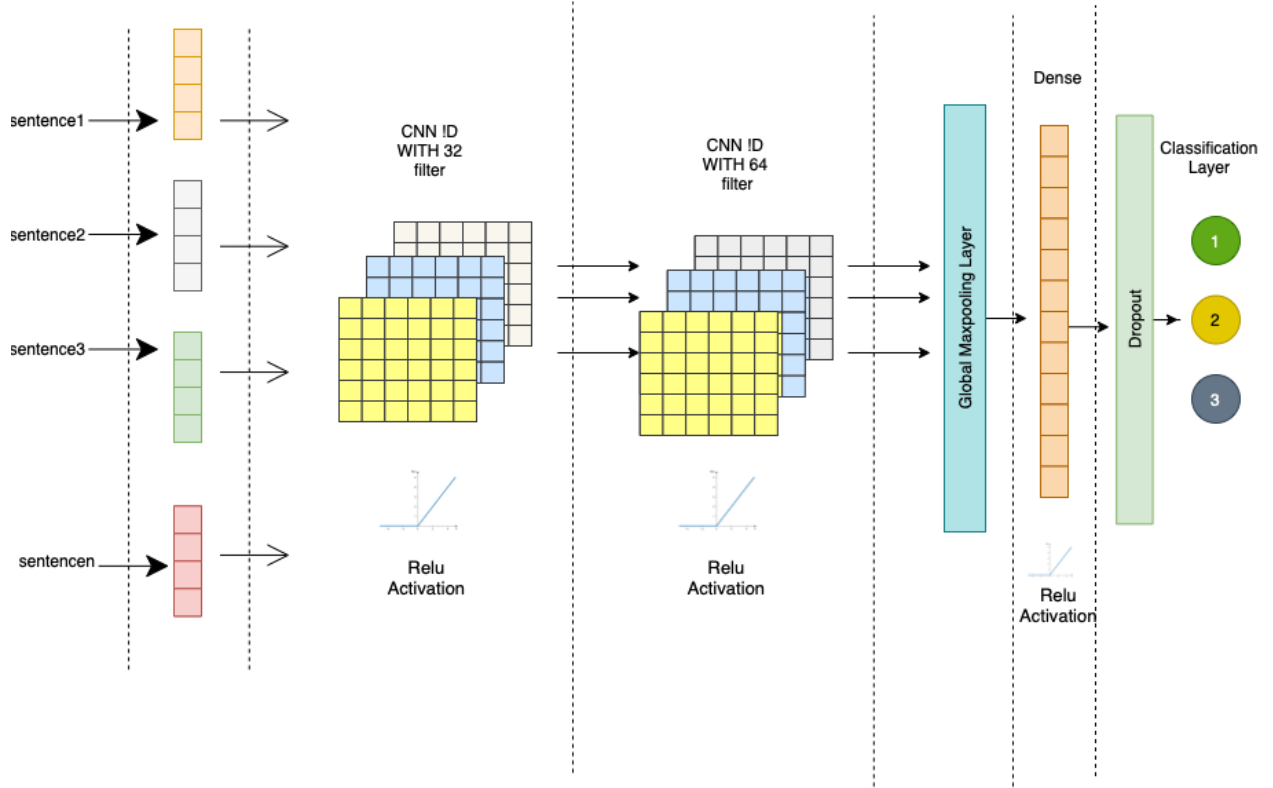 sentence1
sentence2
sentence3
sentencen
CNN !D
WITH 32
filter
Relu
Activation
CNN !D
WITH 64
filter
Relu
Activation
Global Maxpooling Layer
Dense
Relu
Activation
Dropout
Classification
Layer
1
2
3